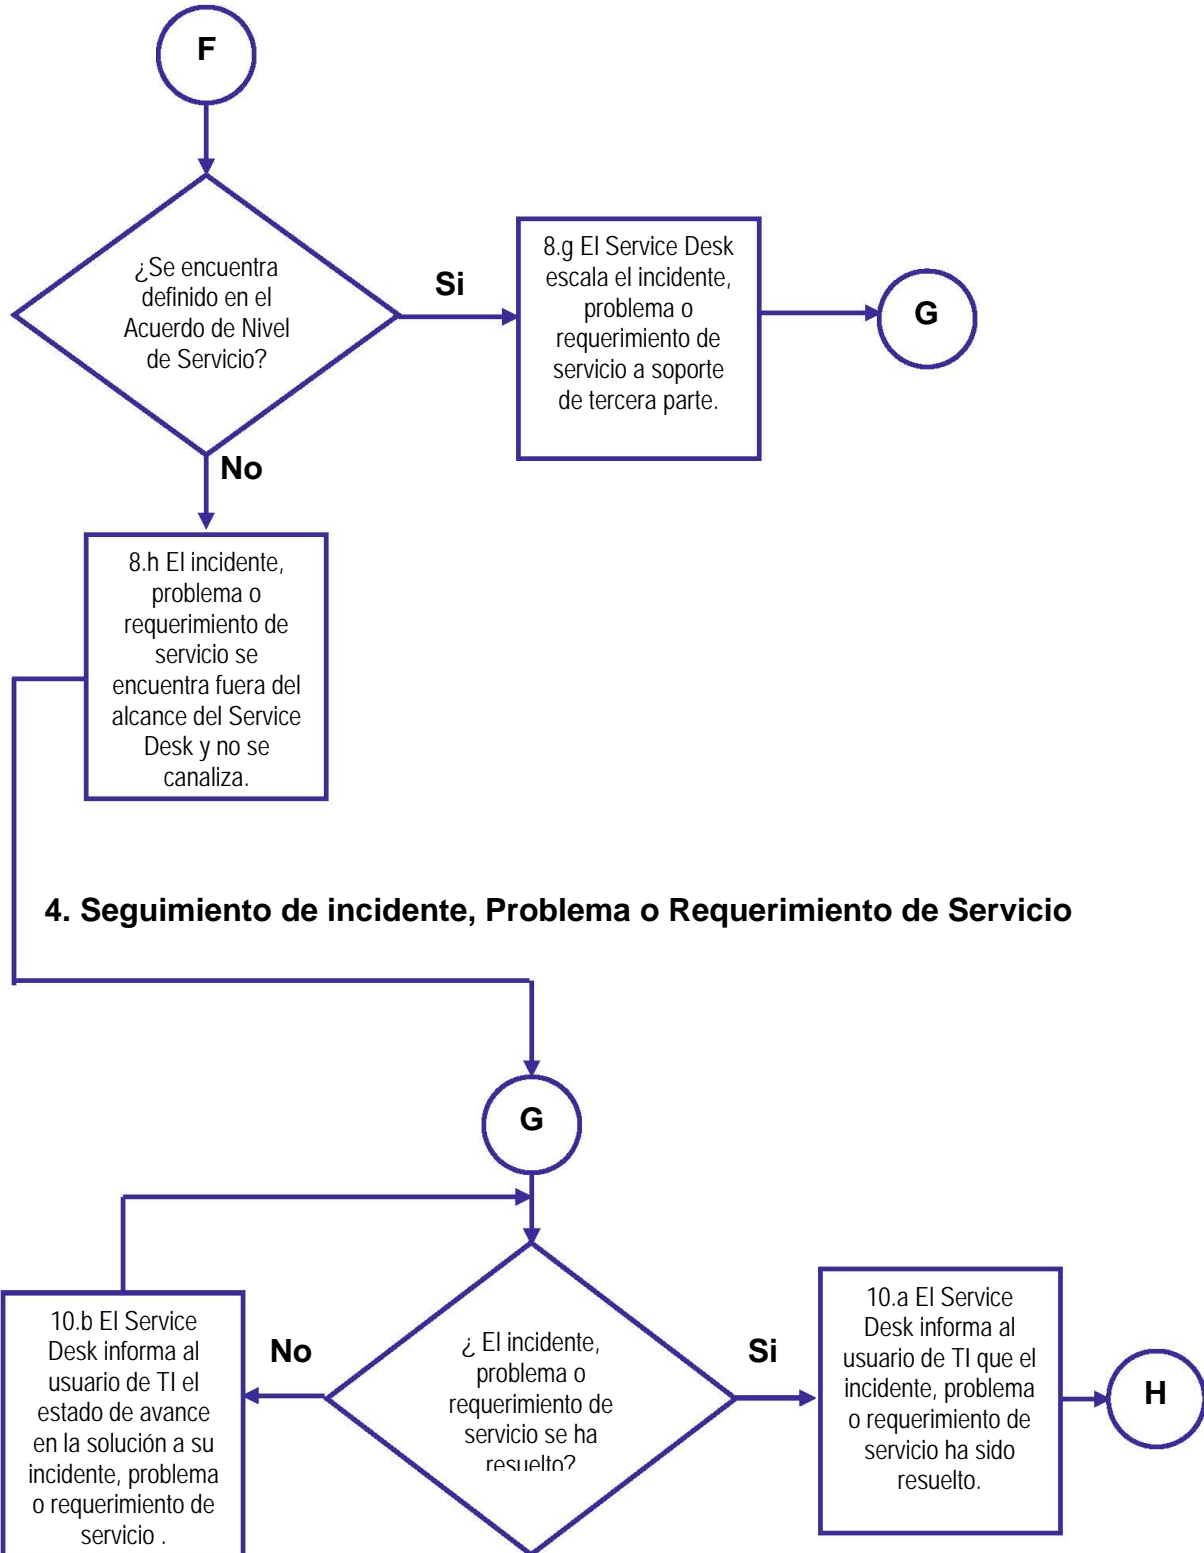 F
¿Se encuentra
definido en el
Acuerdo de Nivel
de Servicio?
Si
8.g El Service Desk
escala el incidente,
problema o
requerimiento de
servicio a soporte
de tercera parte.
G
No
8.h El incidente,
problema o
requerimiento de
servicio se
encuentra fuera del
alcance del Service
Desk y no se
canaliza.
4. Seguimiento de incidente, Problema o Requerimiento de Servicio
G
10.b El Service
Desk informa al
usuario de TI el
estado de avance
en la solución a su
incidente, problema
o requerimiento de
servicio .
No
¿ El incidente,
problema o
requerimiento de
servicio se ha
resuelto?
Si
10.a El Service
Desk informa al
usuario de TI que el
incidente, problema
o requerimiento de
servicio ha sido
resuelto.
H